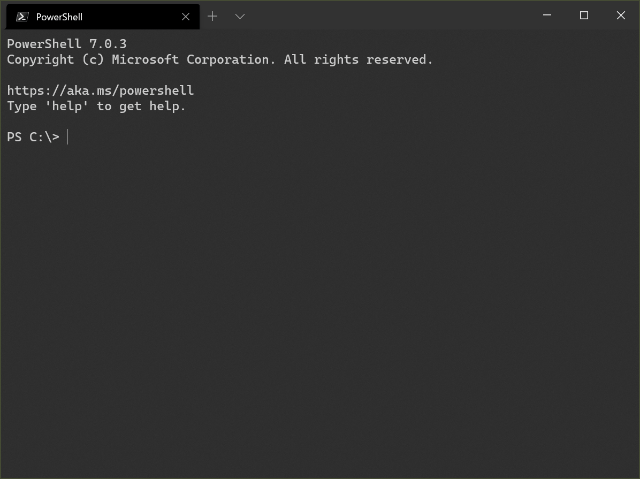 PowerShell
PowerShell 7.0.3
Copyright (c) Microsoft Corporation. All rights reserved.
https://aka.ms/powershell
Type 'help' to get help.
PS C:\>